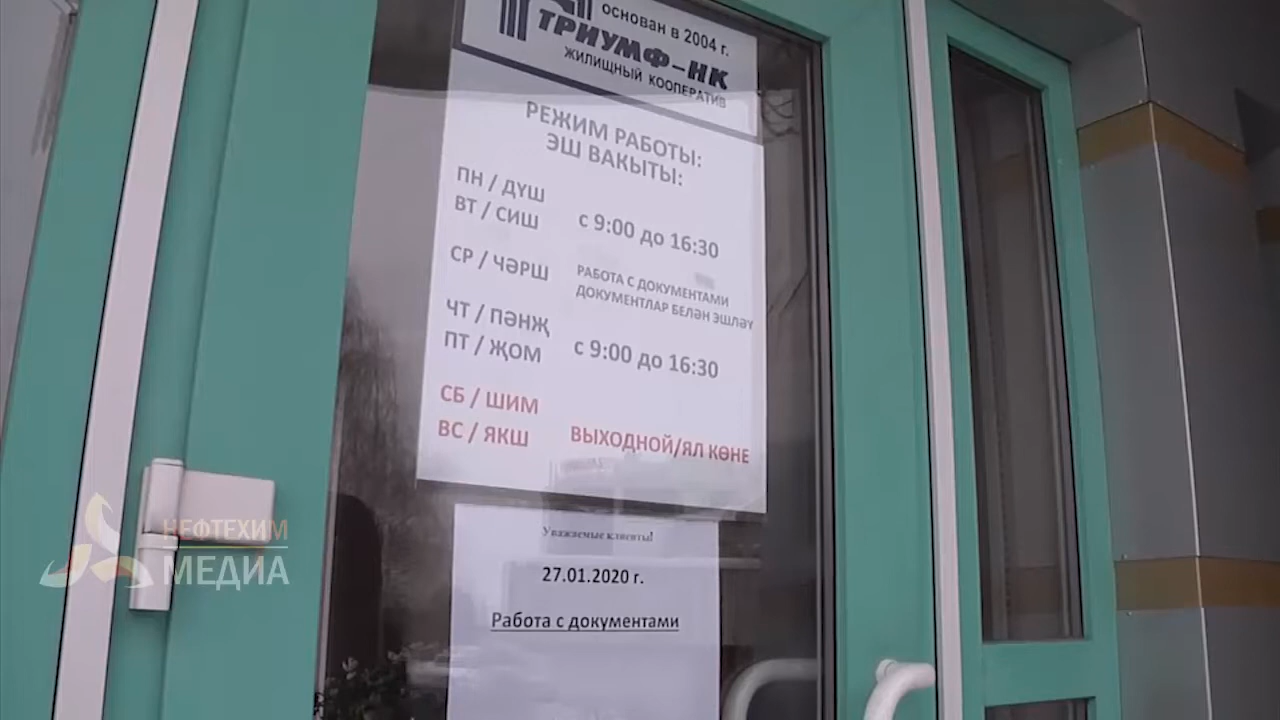 основан в 2004 г.
ТРИУМФ-НК
ЖИЛИЩНЫЙ КООПЕРАТИВ
РЕЖИМ РАБОТЫ:
ЭШ ВАКЫТЫ:
ПН / ДҮШ
ВТ / СИШ
с 9:00 до 16:30
СР / ЧӘРШ
РАБОТА С ДОКУМЕНТАМИ
ДОКУМЕНТЛАР БЕЛӘН ЭШЛӘҮ
ЧТ / ПӘНҖ
ПТ / ҖОМ
с 9:00 до 16:30
СБ / ШИМ
ВС / ЯКШ
ВЫХОДНОЙ/ЯЛ КӨНЕ
Уважаемые клиенты!
27.01.2020 г.
Работа с документами
НЕФТЕХИМ
МЕДИА